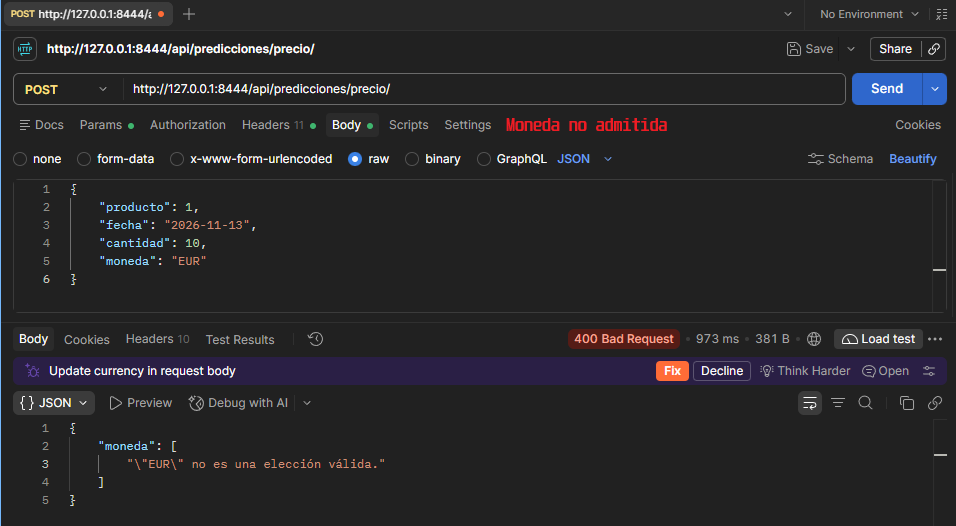 POST http://127.0.0.1:8444/a
No Environment
HTTP http://127.0.0.1:8444/api/predicciones/precio/
Save
Share
POST http://127.0.0.1:8444/api/predicciones/precio/
Send
Docs Params Authorization Headers 11 Body Scripts Settings Moneda no admitida Cookies
none form-data x-www-form-urlencoded raw binary GraphQL JSON Schema Beautify
1 {
2 "producto": 1,
3 "fecha": "2026-11-13",
4 "cantidad": 10,
5 "moneda": "EUR"
6 }
Body Cookies Headers 10 Test Results 400 Bad Request • 973 ms • 381 B Load test
Update currency in request body Fix Decline Think Harder Open
{} JSON Preview Debug with AI
1 {
2 "moneda": [
3 "\"EUR\" no es una elección válida."
4 ]
5 }